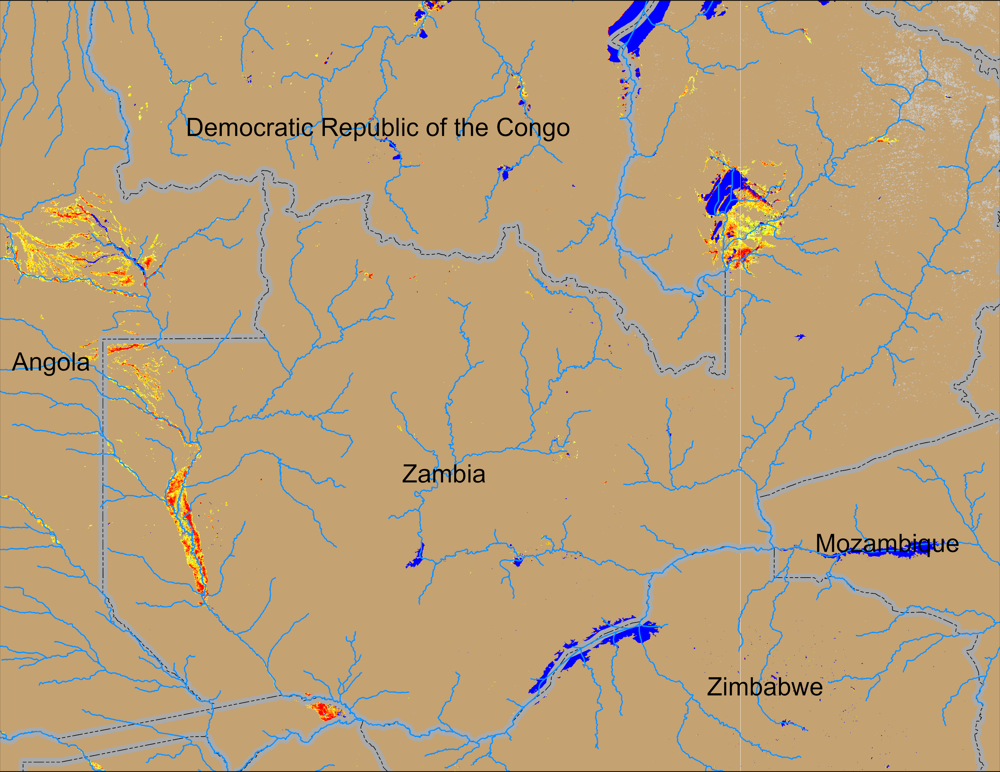 Democratic Republic of the Congo
Angola
Zambia
Mozambique
Zimbabwe